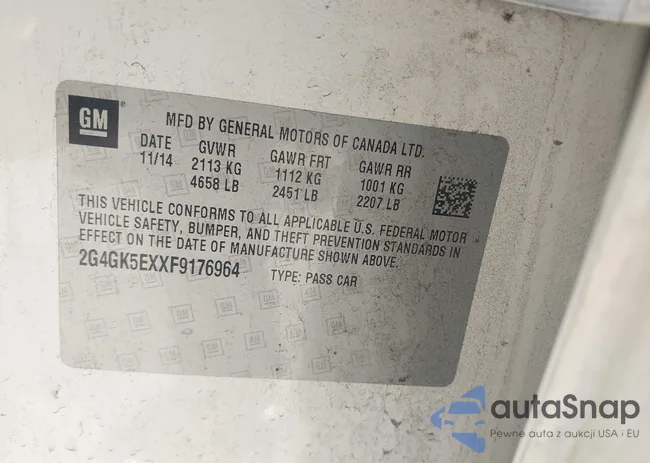 GM
MFD BY GENERAL MOTORS OF CANADA LTD.
DATE GVWR GAWR FRT GAWR RR
11/14 2113 KG 1112 KG 1001 KG
4658 LB 2451 LB 2207 LB
THIS VEHICLE CONFORMS TO ALL APPLICABLE U.S. FEDERAL MOTOR
VEHICLE SAFETY, BUMPER, AND THEFT PREVENTION STANDARDS IN
EFFECT ON THE DATE OF MANUFACTURE SHOWN ABOVE.
2G4GK5EXXF9176964 TYPE: PASS CAR
autaSnap
Pewne auta z aukcji USA i EU